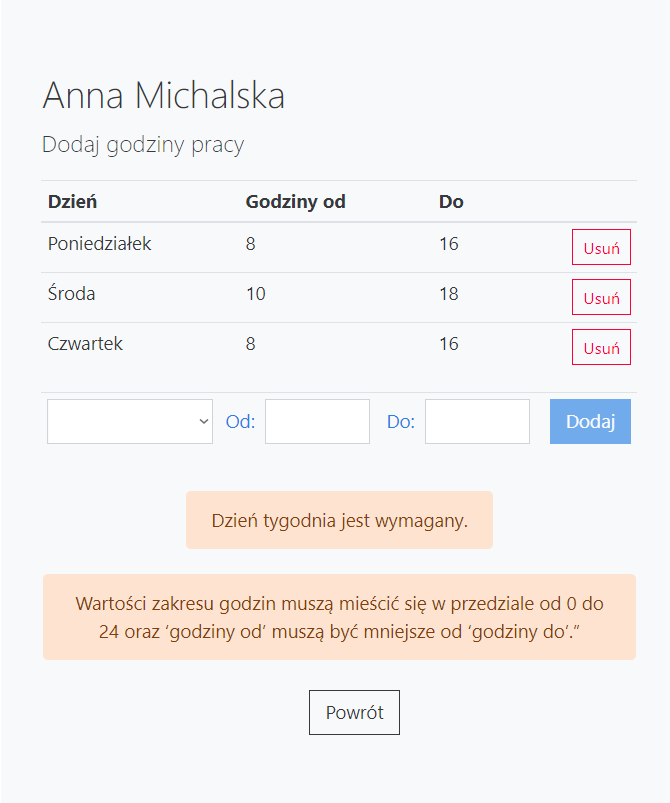 Anna Michalska
Dodaj godziny pracy
Dzień Godziny od Do
Poniedziałek 8 16 Usuń
Środa 10 18 Usuń
Czwartek 8 16 Usuń
Od: Do: Dodaj
Dzień tygodnia jest wymagany.
Wartości zakresu godzin muszą mieścić się w przedziale od 0 do
24 oraz ‘godziny od’ muszą być mniejsze od ‘godziny do’.”
Powrót